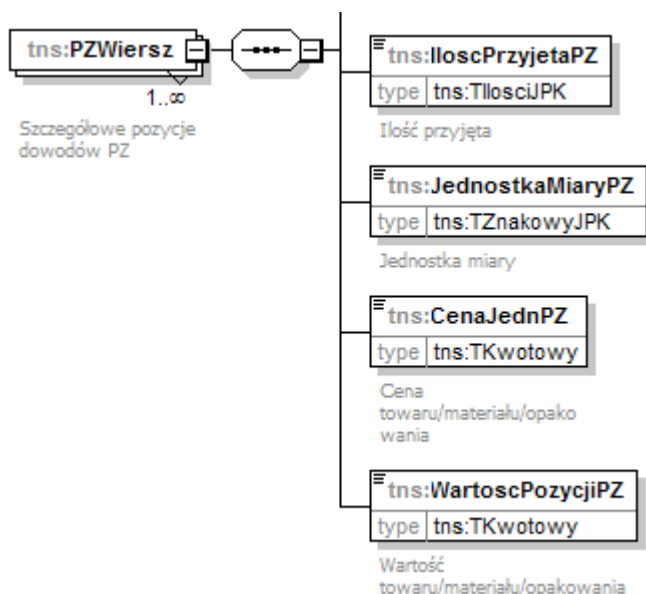 tns:PZWiersz
1..∞
Szczegółowe pozycje
dowodów PZ
tns:IloscPrzyjetaPZ
type tns:TIlosciJPK
Ilość przyjęta
tns:JednostkaMiaryPZ
type tns:TZnakowyJPK
Jednostka miary
tns:CenaJednPZ
type tns:TKwotowy
Cena
towaru/materiału/opako
wania
tns:WartoscPozycjiPZ
type tns:TKwotowy
Wartość
towaru/materiału/opakowania